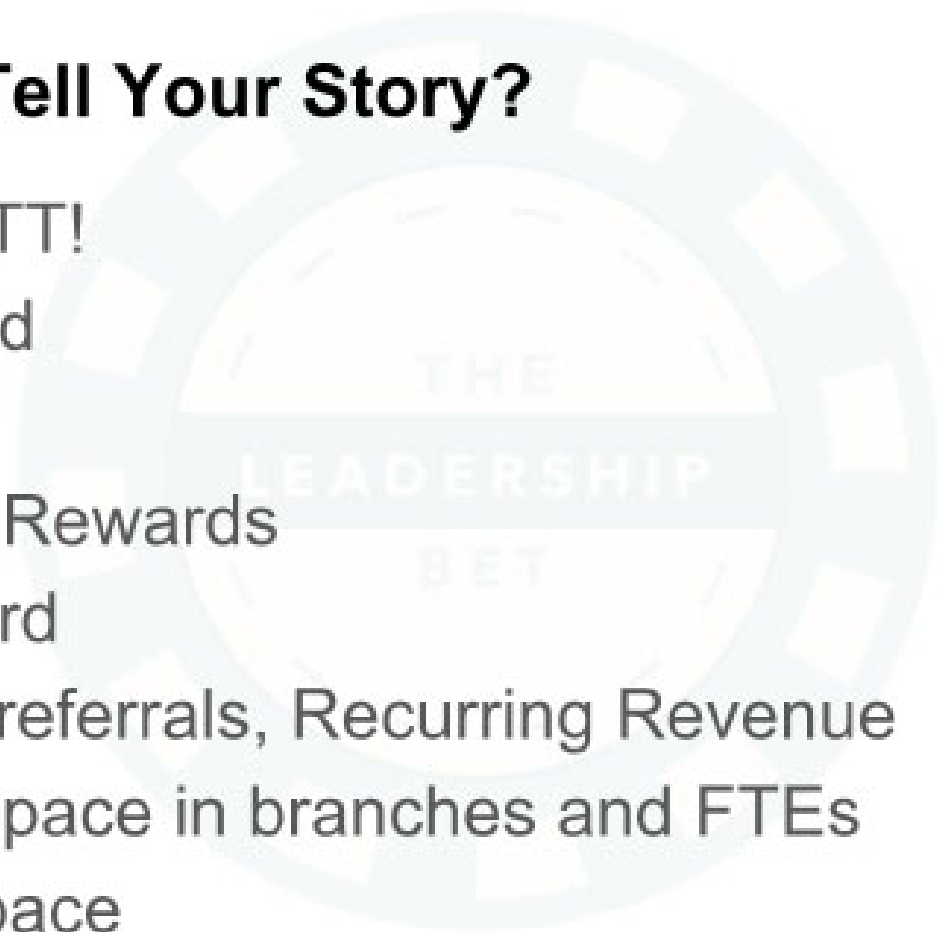 Tell Your Story?
TT!
d
THE
LEADERSHIP
Rewards
BET
rd
referrals, Recurring Revenue
pace in branches and FTEs
pace